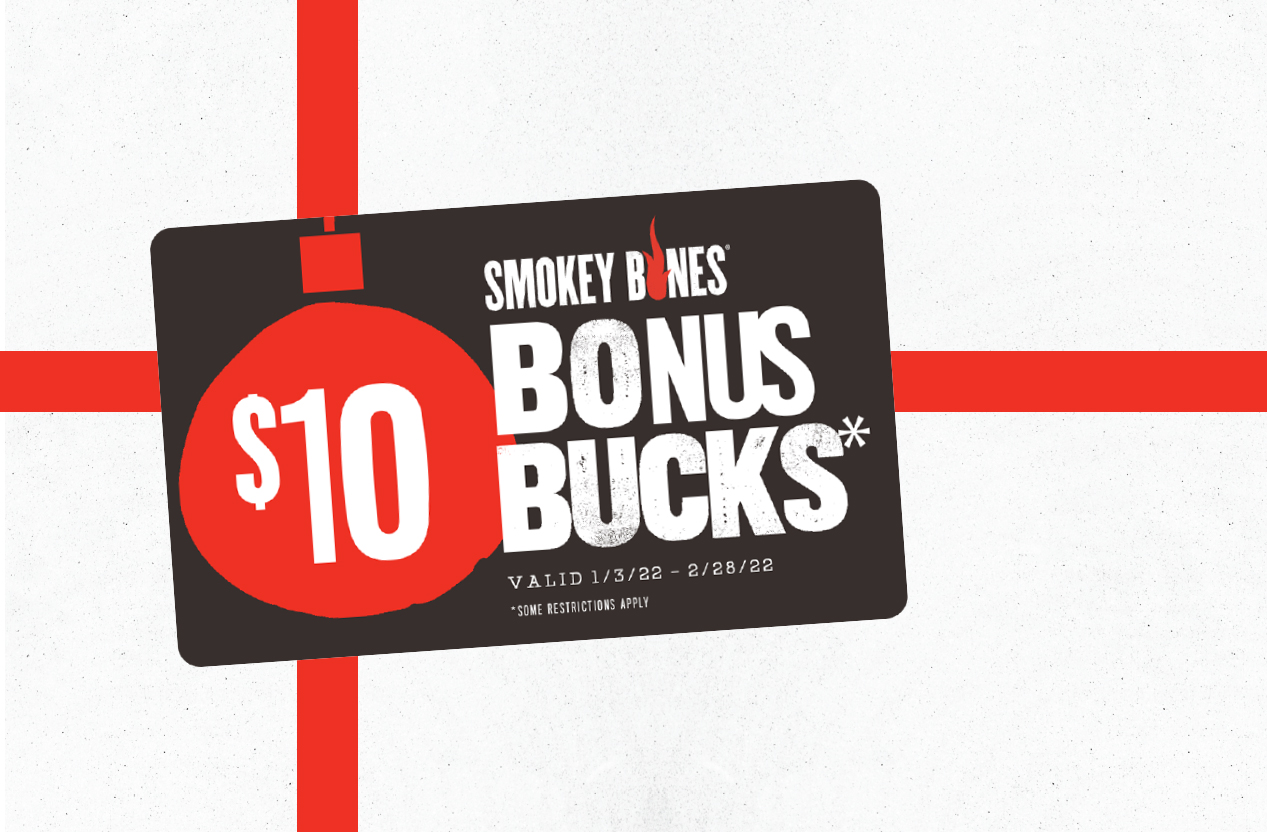 SMOKEY BONES®
$10
BONUS
BUCKS*
VALID 1/3/22 – 2/28/22
*SOME RESTRICTIONS APPLY